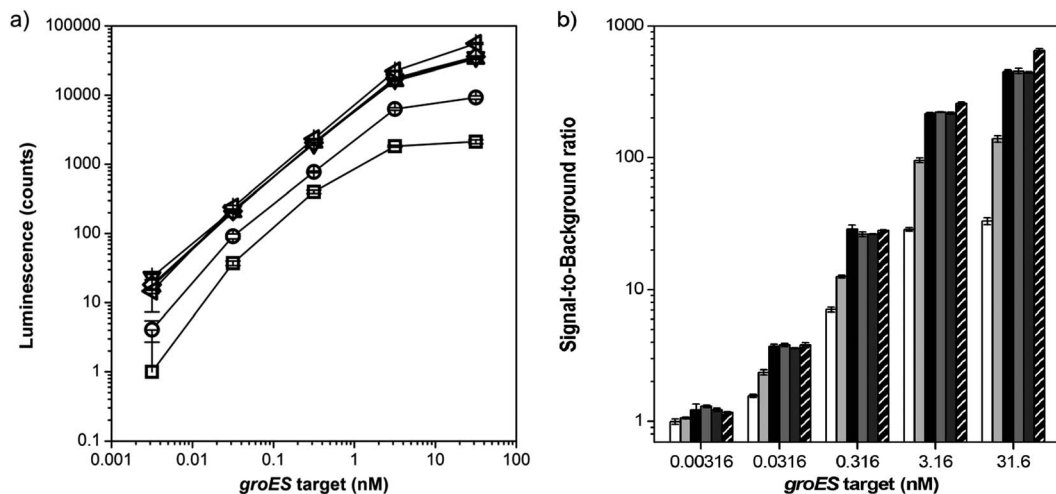 a)
100000
10000
1000
100
10
1
0.1
Luminescence (counts)
0.001 0.01 0.1 1 10 100
groES target (nM)
b)
1000
100
10
1
Signal-to-Background ratio
0.00316 0.0316 0.316 3.16 31.6
groES target (nM)